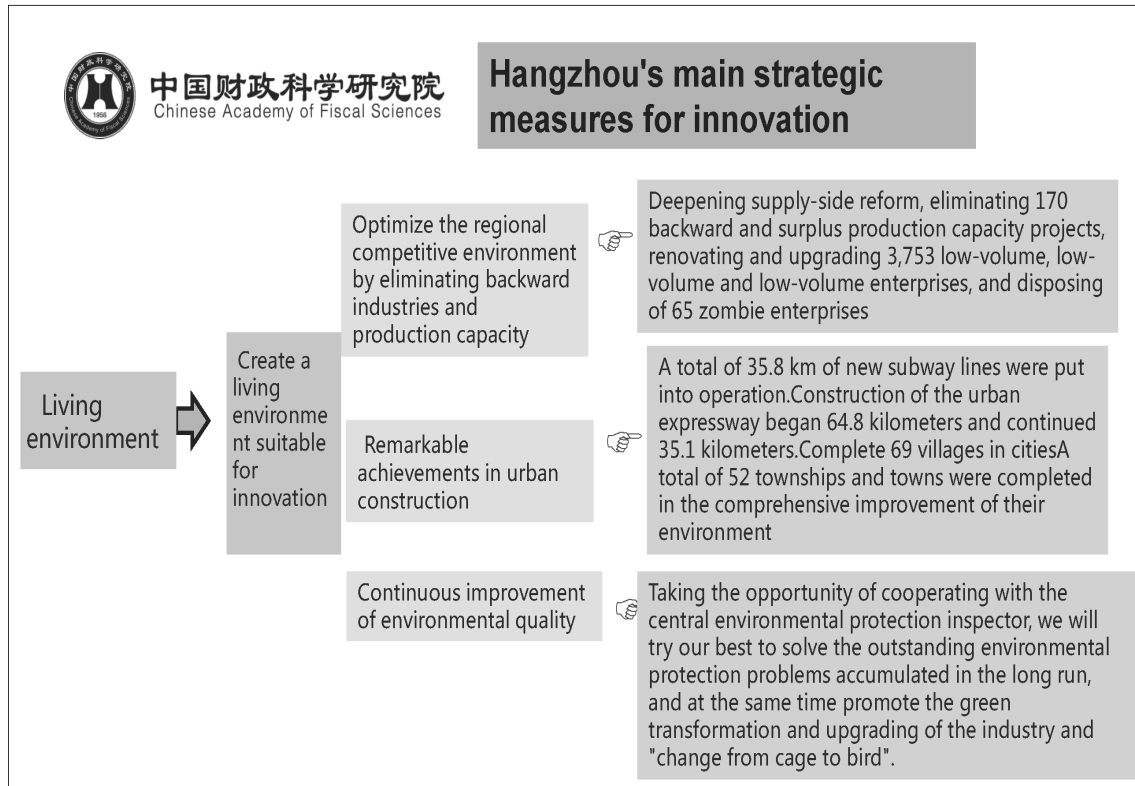 中国财政科学研究院
Chinese Academy of Fiscal Sciences
1956
Hangzhou's main strategic
measures for innovation
Living
environment
Create a
living
environme
nt suitable
for
innovation
Optimize the regional
competitive environment
by eliminating backward
industries and
production capacity
Deepening supply-side reform, eliminating 170
backward and surplus production capacity projects,
renovating and upgrading 3,753 low-volume, low-
volume and low-volume enterprises, and disposing
of 65 zombie enterprises
Remarkable
achievements in urban
construction
A total of 35.8 km of new subway lines were put
into operation.Construction of the urban
expressway began 64.8 kilometers and continued
35.1 kilometers.Complete 69 villages in citiesA
total of 52 townships and towns were completed
in the comprehensive improvement of their
environment
Continuous improvement
of environmental quality
Taking the opportunity of cooperating with the
central environmental protection inspector, we will
try our best to solve the outstanding environmental
protection problems accumulated in the long run,
and at the same time promote the green
transformation and upgrading of the industry and
"change from cage to bird".